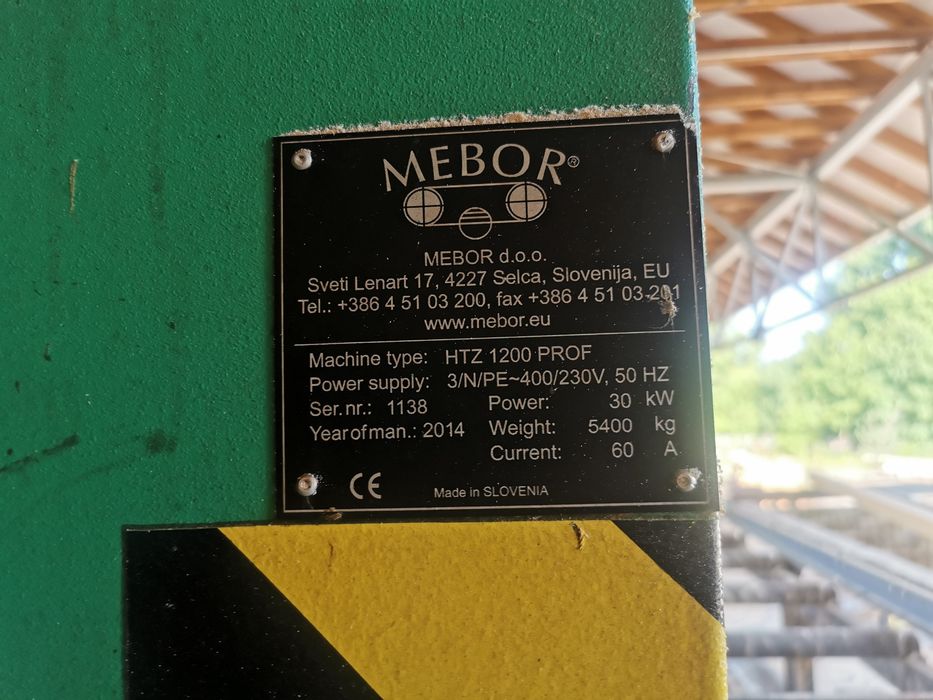 MEBOR®
MEBOR d.o.o.
Sveti Lenart 17, 4227 Selca, Slovenija, EU
Tel.: +386 4 51 03 200, fax +386 4 51 03 201
www.mebor.eu
Machine type: HTZ 1200 PROF
Power supply: 3/N/PE~400/230V, 50 HZ
Ser.nr.: 1138 Power: 30 kW
Year of man.: 2014 Weight: 5400 kg
Current: 60 A
CE Made in SLOVENIA